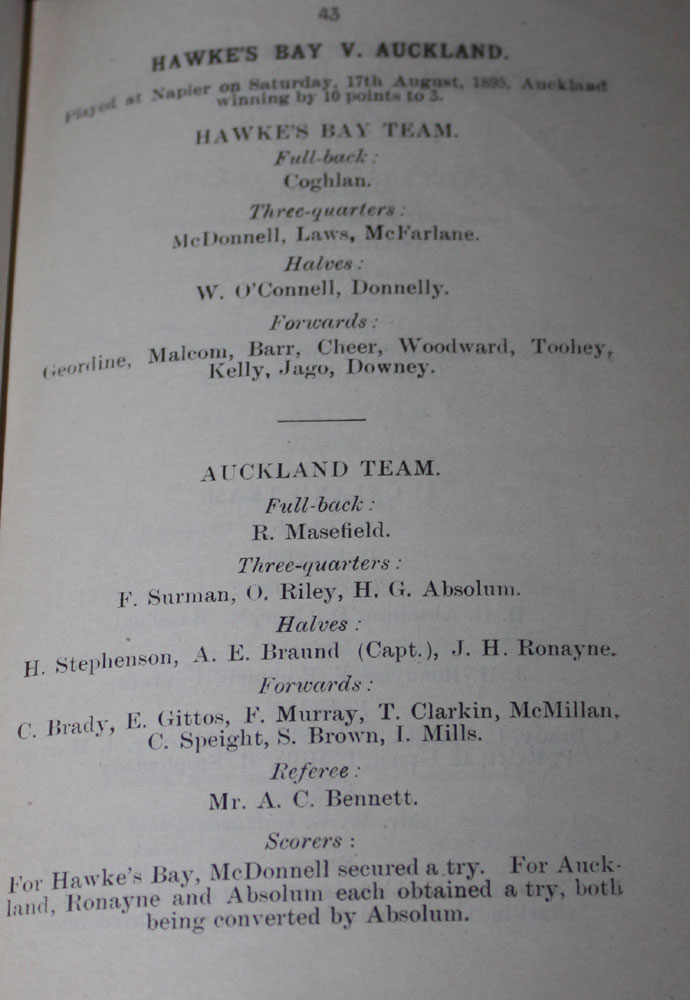 43
HAWKE'S BAY V. AUCKLAND.
Played at Napier on Saturday, 17th August, 1895, Auckland
winning by 10 points to 3.
HAWKE'S BAY TEAM.
Full-back:
Coghlan.
Three-quarters:
McDonnell, Laws, McFarlane.
Halves:
W. O'Connell, Donnelly.
Forwards:
Geordine, Malcom, Barr, Cheer, Woodward, Toohey,
Kelly, Jago, Downey.
AUCKLAND TEAM.
Full-back:
R. Masefield.
Three-quarters:
F. Surman, O. Riley, H. G. Absolum.
Halves:
H. Stephenson, A. E. Braund (Capt.), J. H. Ronayne.
Forwards:
C. Brady, E. Gittos, F. Murray, T. Clarkin, McMillan,
C. Speight, S. Brown, I. Mills.
Referee:
Mr. A. C. Bennett.
Scorers:
For Hawke's Bay, McDonnell secured a try. For Auck-
land, Ronayne and Absolum each obtained a try, both
being converted by Absolum.